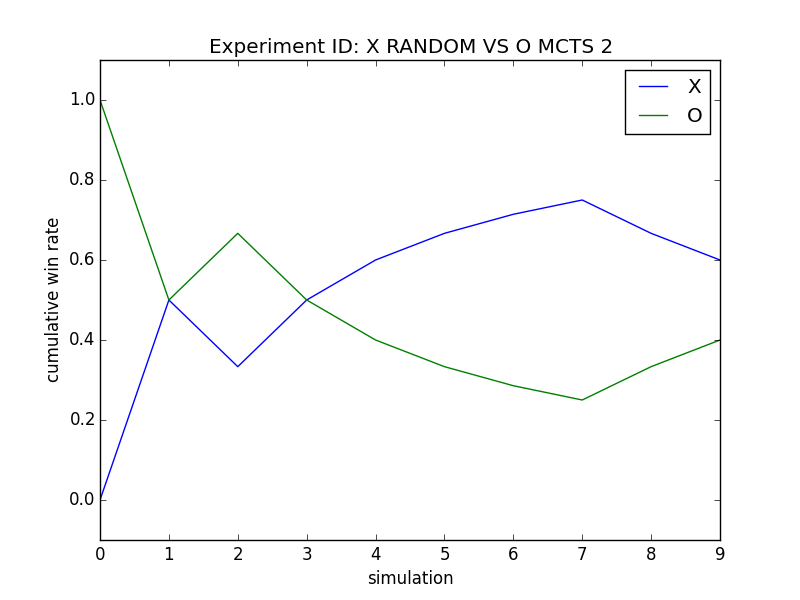 Experiment ID: X RANDOM VS O MCTS 2
X
O
1.0
0.8
0.6
0.4
0.2
0.0
cumulative win rate
0 1 2 3 4 5 6 7 8 9
simulation